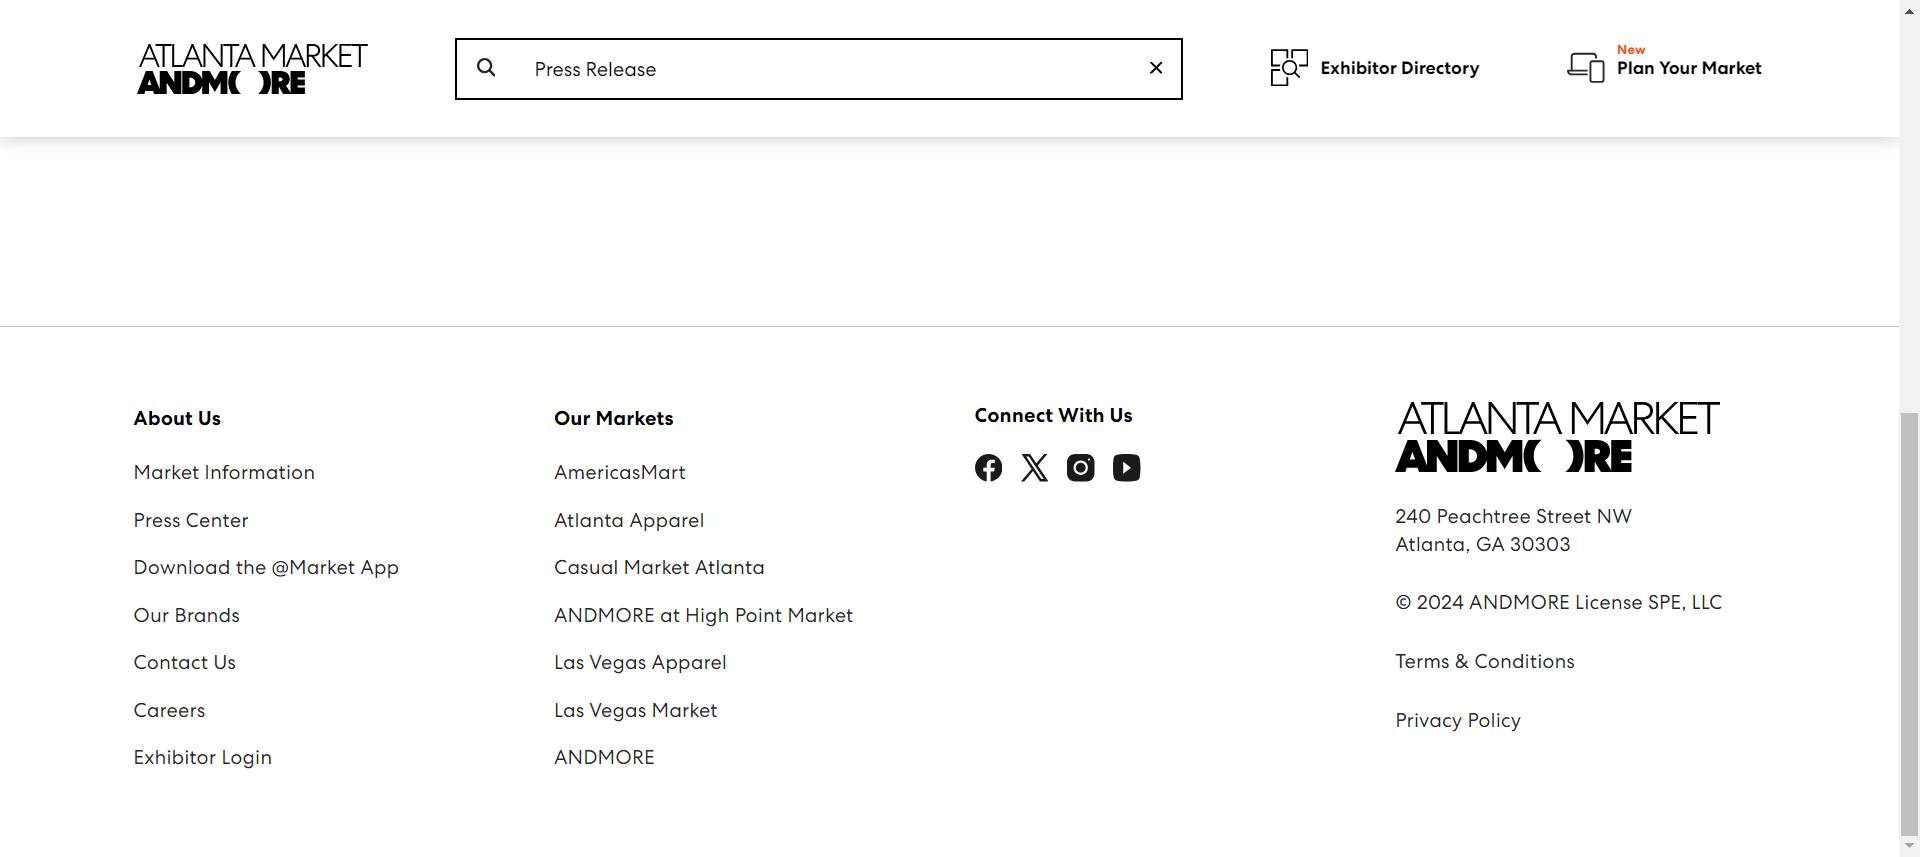 ATLANTA MARKET
ANDMORE
Press Release
Exhibitor Directory
New
Plan Your Market
About Us
Market Information
Press Center
Download the @Market App
Our Brands
Contact Us
Careers
Exhibitor Login
Our Markets
AmericasMart
Atlanta Apparel
Casual Market Atlanta
ANDMORE at High Point Market
Las Vegas Apparel
Las Vegas Market
ANDMORE
Connect With Us
ATLANTA MARKET
ANDMORE
240 Peachtree Street NW
Atlanta, GA 30303
© 2024 ANDMORE License SPE, LLC
Terms & Conditions
Privacy Policy